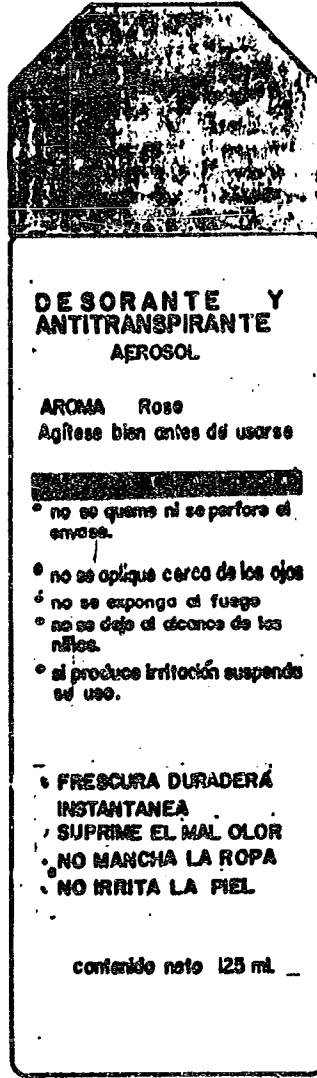 DESORANTE Y
ANTITRANSPIRANTE
AEROSOL
AROMA Rosa
Agítese bien antes de usarse
° no se queme ni se perfore el
envase.
° no se aplique cerca de los ojos
° no se exponga al fuego
° no se deje al alcance de los
niños.
° si produce irritación suspenda
su uso.
FRESCURA DURADERA
INSTANTANEA
SUPRIME EL MAL OLOR
NO MANCHA LA ROPA
NO IRRITA LA PIEL
contenido neto 125 ml.